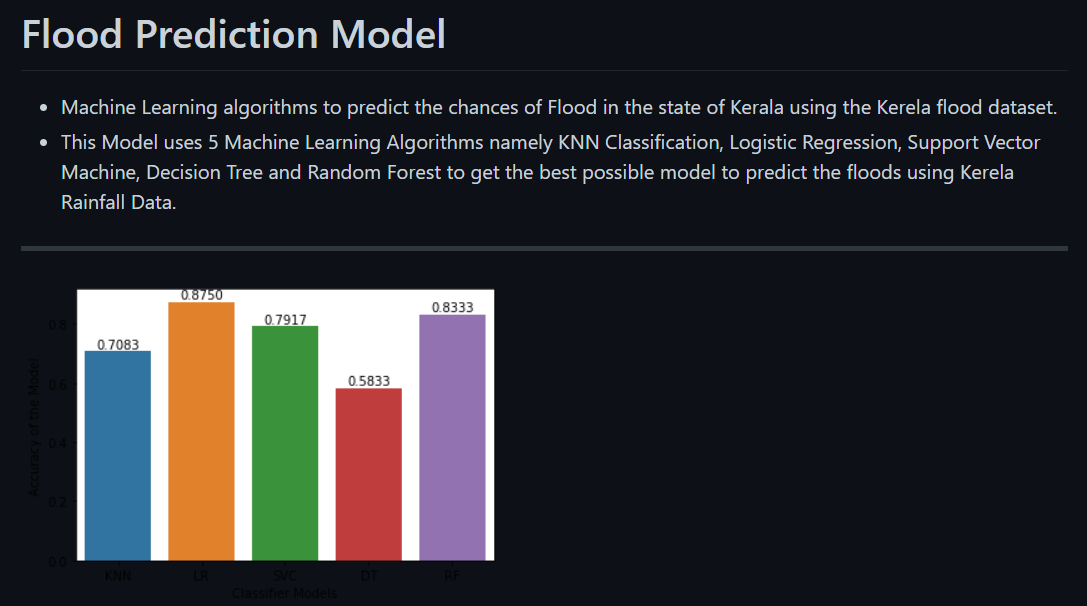 Flood Prediction Model
Machine Learning algorithms to predict the chances of Flood in the state of Kerala using the Kerela flood dataset.
This Model uses 5 Machine Learning Algorithms namely KNN Classification, Logistic Regression, Support Vector
Machine, Decision Tree and Random Forest to get the best possible model to predict the floods using Kerela
Rainfall Data.
0.8750
0.8333
0.7917
0.7083
0.5833
0.8
0.6
0.4
0.2
0.0
Accuracy of the Model
KNN LR SVC DT RF
Classifier Models